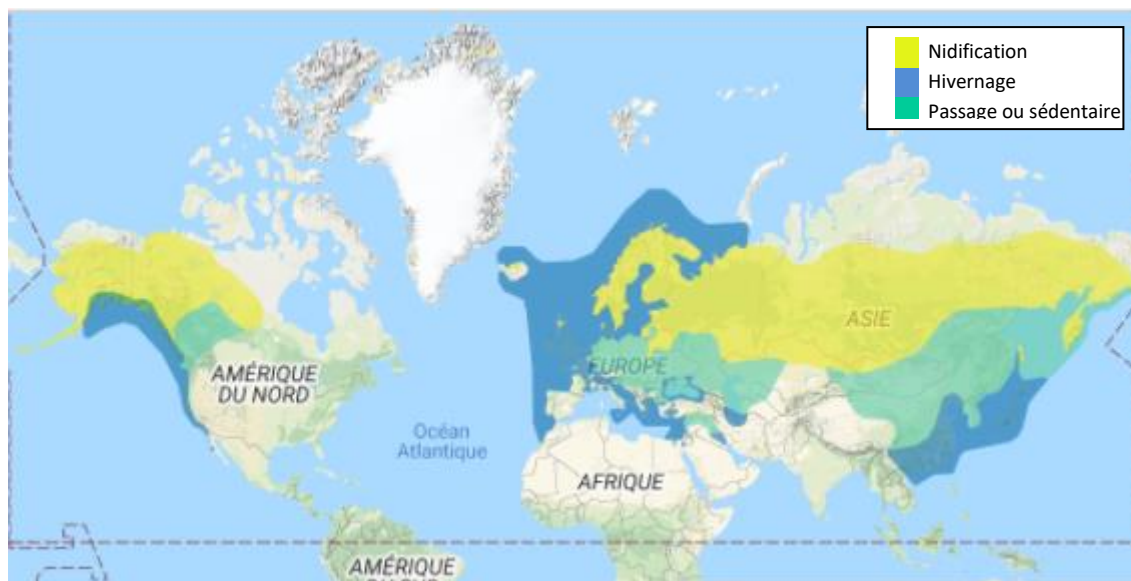 Nidification
Hivernage
Passage ou sédentaire
ASIE
EUROPE
AMÉRIQUE
DU NORD
Océan
Atlantique
AFRIQUE
AMÉRIQUE